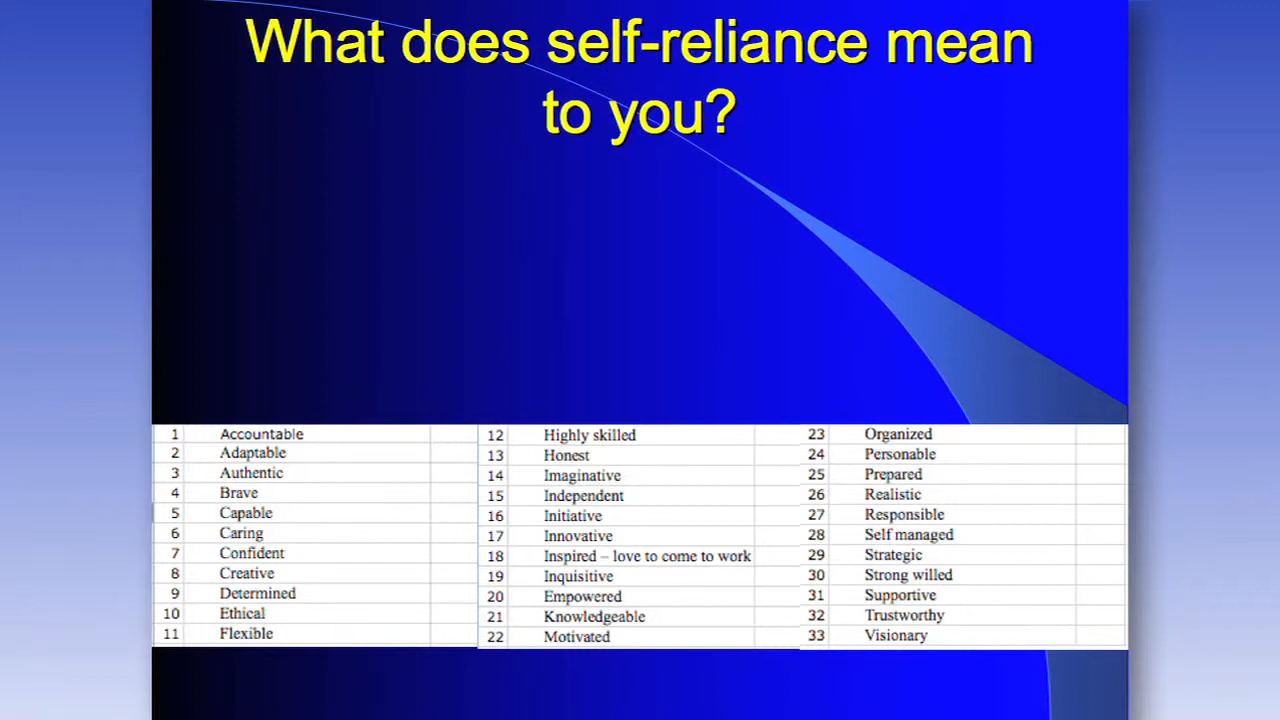 What does self-reliance mean
to you?
1 Accountable
2 Adaptable
3 Authentic
4 Brave
5 Capable
6 Caring
7 Confident
8 Creative
9 Determined
10 Ethical
11 Flexible
12 Highly skilled
13 Honest
14 Imaginative
15 Independent
16 Initiative
17 Innovative
18 Inspired – love to come to work
19 Inquisitive
20 Empowered
21 Knowledgeable
22 Motivated
23 Organized
24 Personable
25 Prepared
26 Realistic
27 Responsible
28 Self managed
29 Strategic
30 Strong willed
31 Supportive
32 Trustworthy
33 Visionary